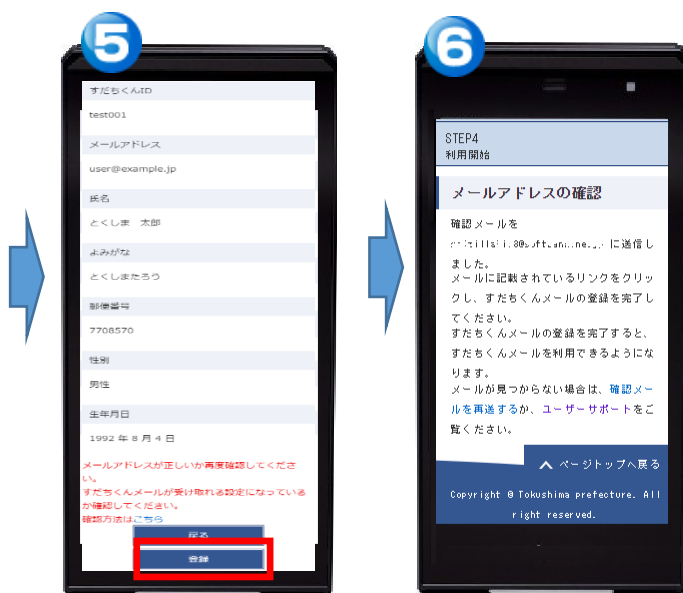 5
すだちくんID
test001
メールアドレス
user@example.jp
氏名
とくしま 太郎
よみがな
とくしまたろう
郵便番号
7708570
性別
男性
生年月日
1992 年 8 月 4 日
メールアドレスが正しいか再度確認してくださ
い。
すだちくんメールが受け取れる設定になっている
か確認してください。
確認方法はこちら
戻る
登録
6
STEP4
利用開始
メールアドレスの確認
確認メールを
に送信し
ました。
メールに記載されているリンクをクリッ
クし、すだちくんメールの登録を完了し
てください。
すだちくんメールの登録を完了すると、
すだちくんメールを利用できるようにな
ります。
メールが見つからない場合は、確認メー
ルを再送するか、ユーザーサポートをご
覧ください。
ページトップへ戻る
Copyright © Tokushima prefecture. All
right reserved.